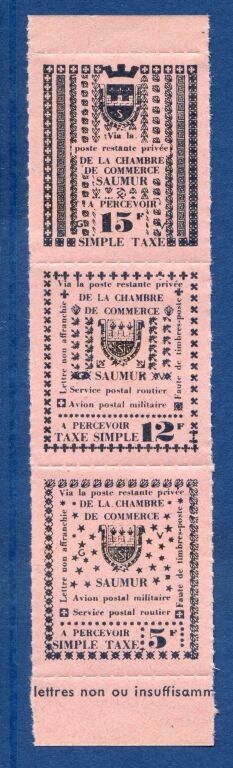 Via la
poste restante privée
DE LA CHAMBRE
DE COMMERCE
SAUMUR
A PERCEVOIR
15F
SIMPLE TAXE
Via la poste restante privée
DE LA CHAMBRE
DE COMMERCE
Lettre non affranchie
Faute de timbres-poste
S
G
SAUMUR
Service postal routier
Avion postal militaire
A PERCEVOIR
TAXE SIMPLE 12F
Via la poste restante privée
DE LA CHAMBRE
DE COMMERCE
Lettre non affranchie
Faute de timbres-poste
G V
S
SAUMUR
Avion postal militaire
Service postal routier
A PERCEVOIR
SIMPLE TAXE 5F
lettres non ou insuffisamm